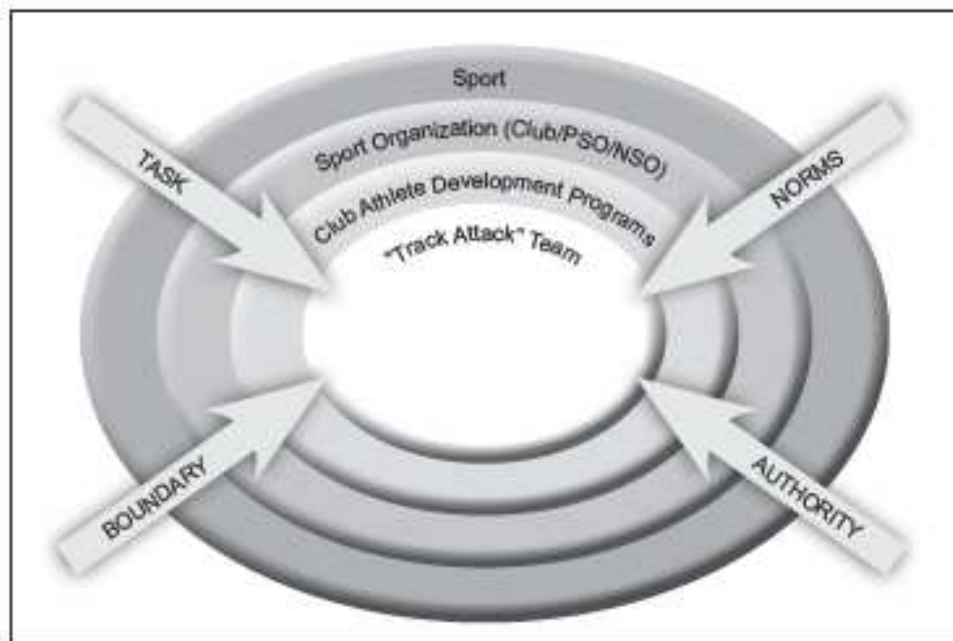 Sport
Sport Organization (Club/PSO/NSO)
Club Athlete Development Programs
"Track Attack" Team
TASK
NORMS
BOUNDARY
AUTHORITY